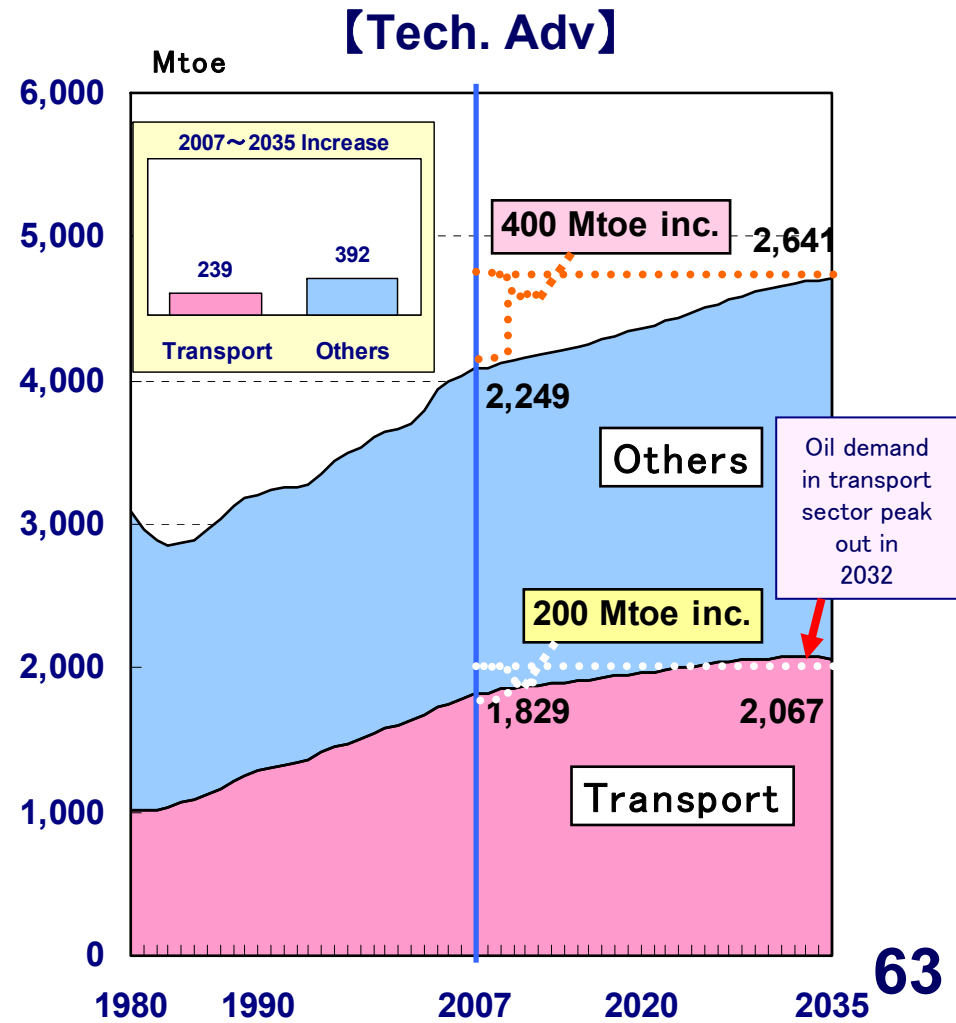 【Tech. Adv】
Mtoe
6,000
5,000
4,000
3,000
2,000
1,000
0
2007～2035 Increase
239
392
Transport
Others
400 Mtoe inc.
2,641
2,249
Others
Oil demand
in transport
sector peak
out in
2032
200 Mtoe inc.
1,829
2,067
Transport
1980
1990
2007
2020
2035
63